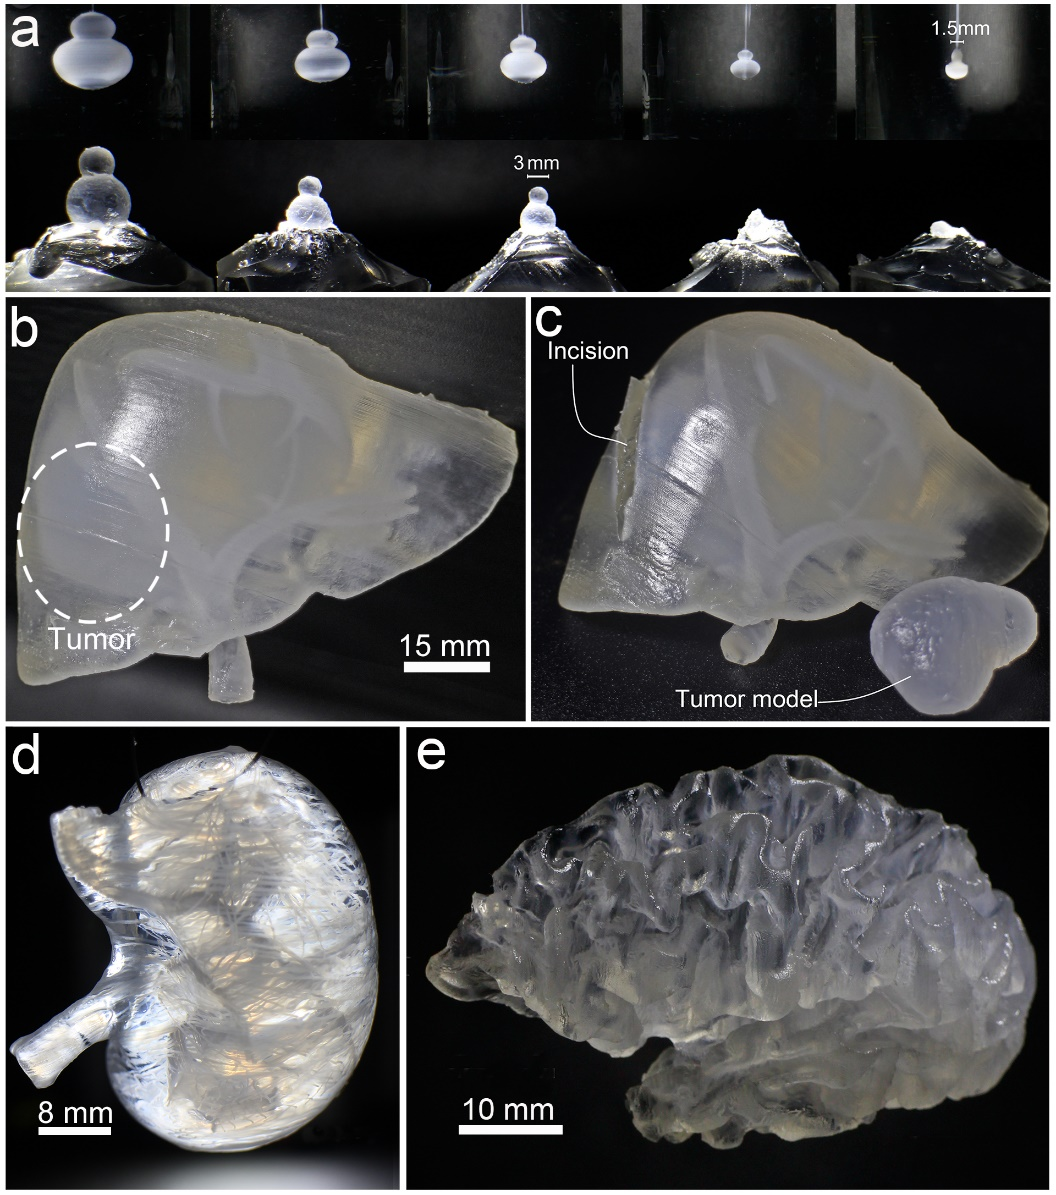 a
1.5mm
3 mm
b
Tumor
15 mm
c
Incision
Tumor model
d
8 mm
e
10 mm